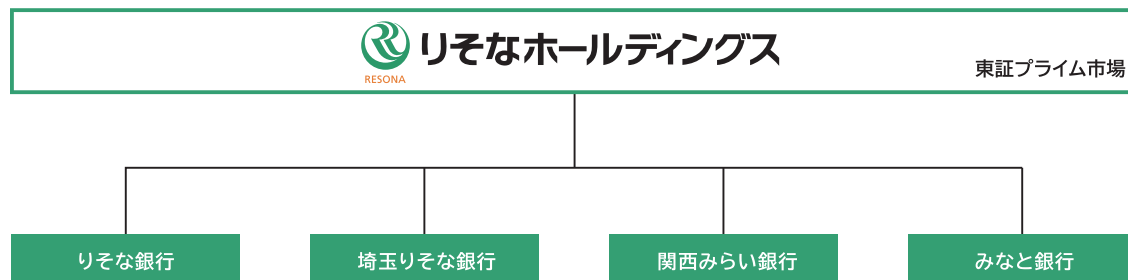 りそなホールディングス
RESONA
東証プライム市場
りそな銀行
埼玉りそな銀行
関西みらい銀行
みなと銀行